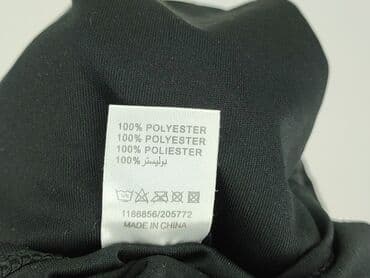 100% POLYESTER
100% POLYESTER
100% POLIESTER
100% بوليستر
1188856/205772
MADE IN CHINA